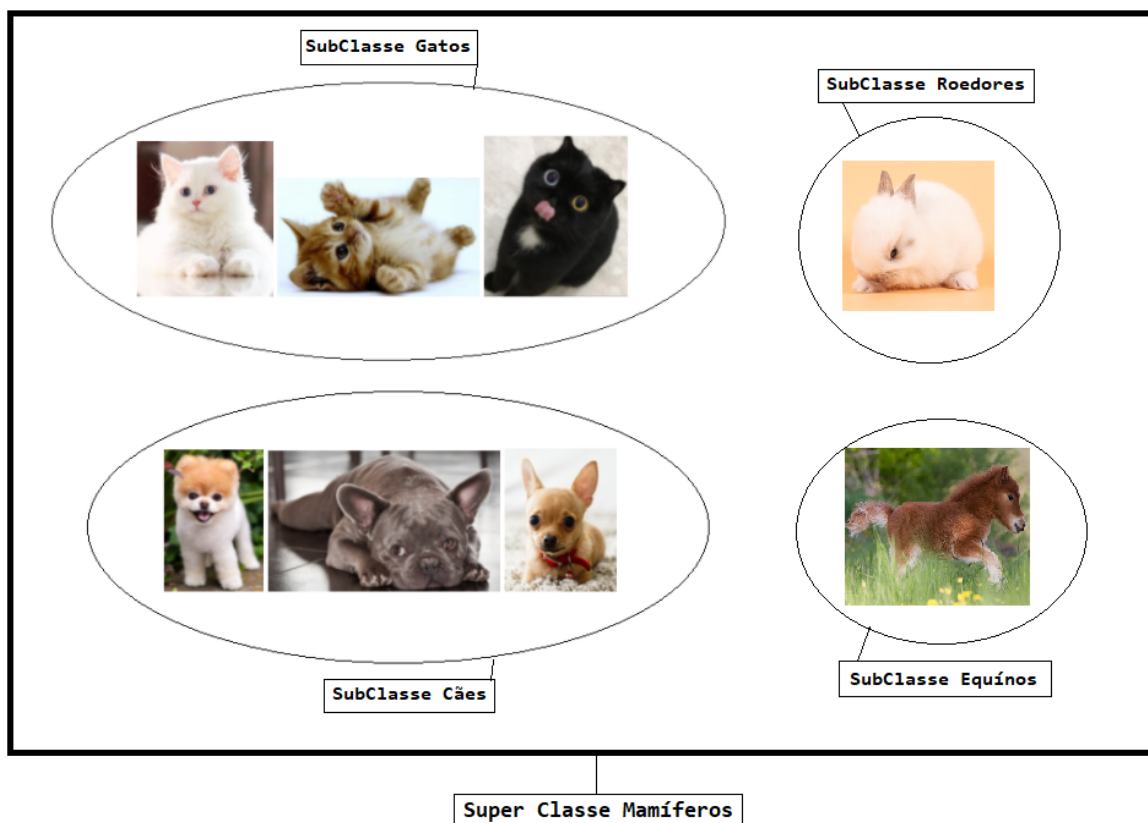 SubClasse Gatos
SubClasse Roedores
SubClasse Cães
SubClasse Equínos
Super Classe Mamíferos